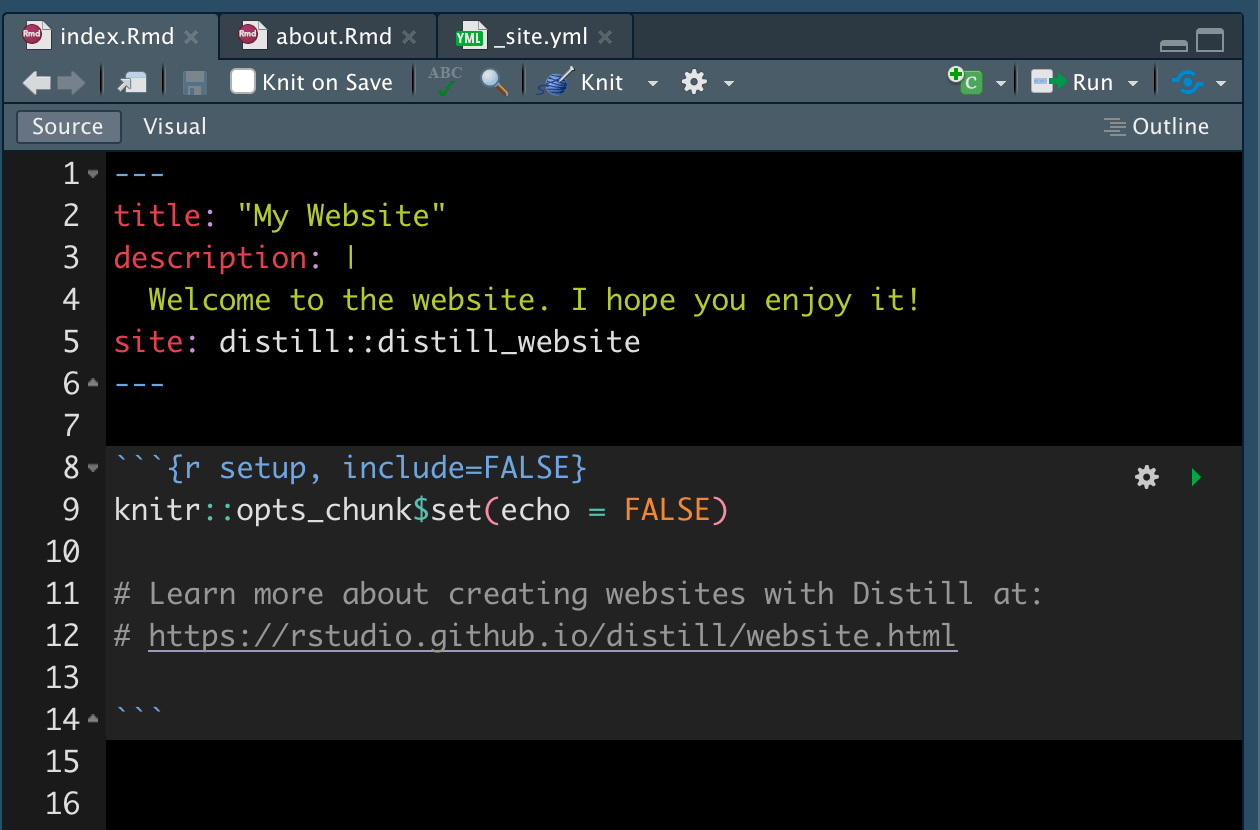 index.Rmd about.Rmd _site.yml
Knit on Save ABC Knit Run
Source Visual Outline
1 ---
2 title: "My Website"
3 description: |
4   Welcome to the website. I hope you enjoy it!
5 site: distill::distill_website
6 ---
7
8 ```{r setup, include=FALSE}
9 knitr::opts_chunk$set(echo = FALSE)
10
11 # Learn more about creating websites with Distill at:
12 # https://rstudio.github.io/distill/website.html
13
14 ```
15
16